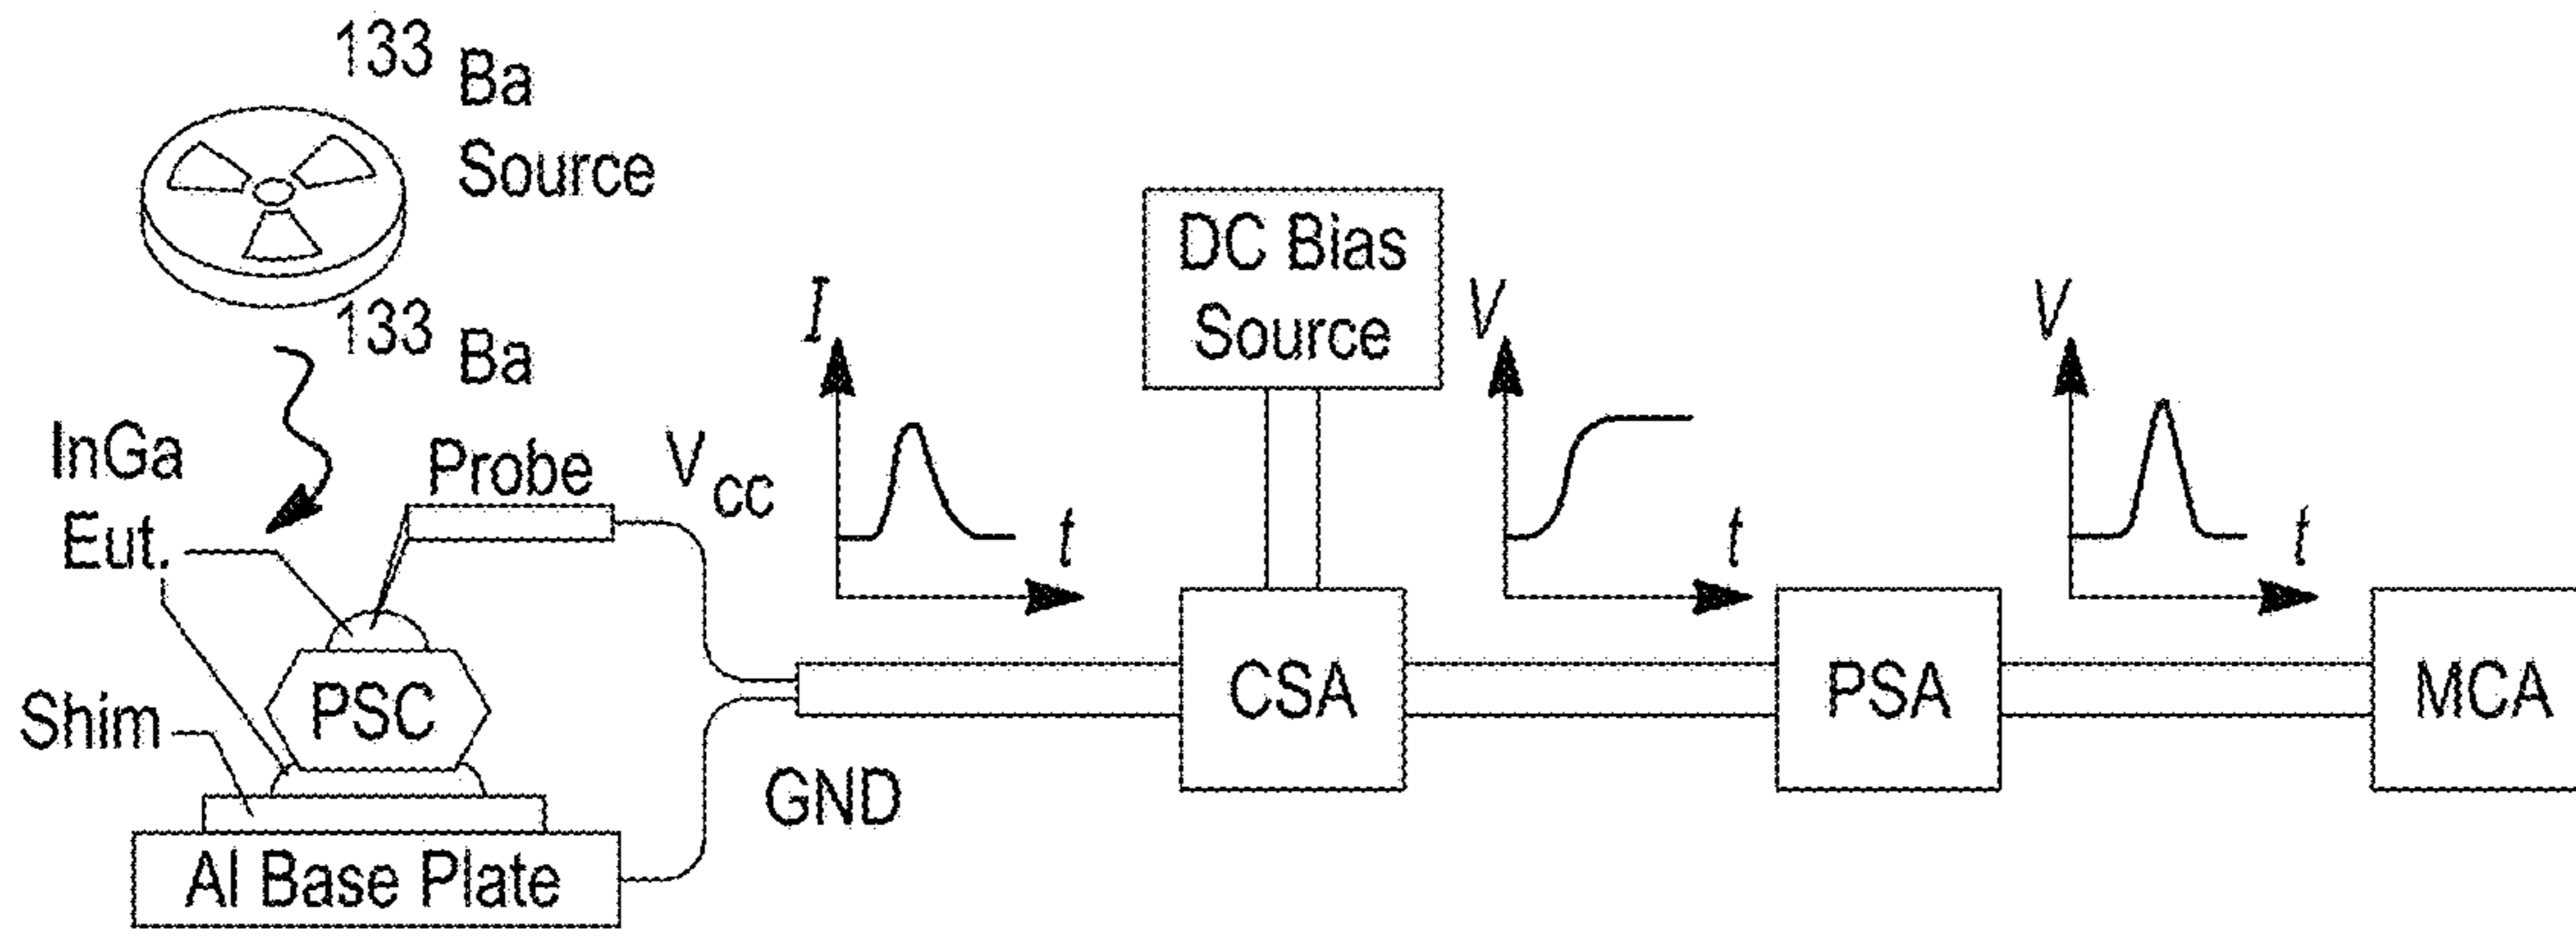 133 Ba
Source
133 Ba
InGa
Eut.
Probe
VCC
I
t
DC Bias
Source
V
t
V
t
PSC
Shim
GND
CSA
PSA
MCA
Al Base Plate